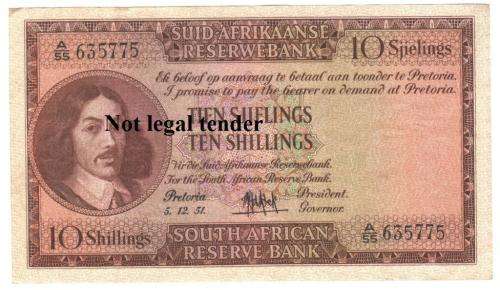 SUID-AFRIKAANSE
RESERWEBANK
A/55 635775
10 Sjielings
Ek beloof op aanvraag te betaal aan toonder te Pretoria.
I promise to pay the bearer on demand at Pretoria.
TIEN SJIELINGS
Not legal tender
TEN SHILLINGS
Vir die Suid-Afrikaanse Reserwebank.
For the South African Reserve Bank.
Pretoria
President.
5.12.51.
Governor.
A/55 635775
10 Shillings
SOUTH AFRICAN
RESERVE BANK